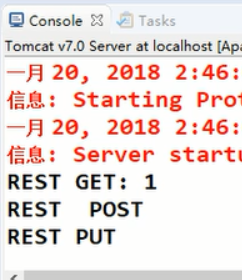 Console Tasks
Tomcat v7.0 Server at localhost [Apa
一月 20, 2018 2:46:
信息: Starting Pro
一月 20, 2018 2:46:
信息: Server startu
REST GET: 1
REST  POST
REST PUT